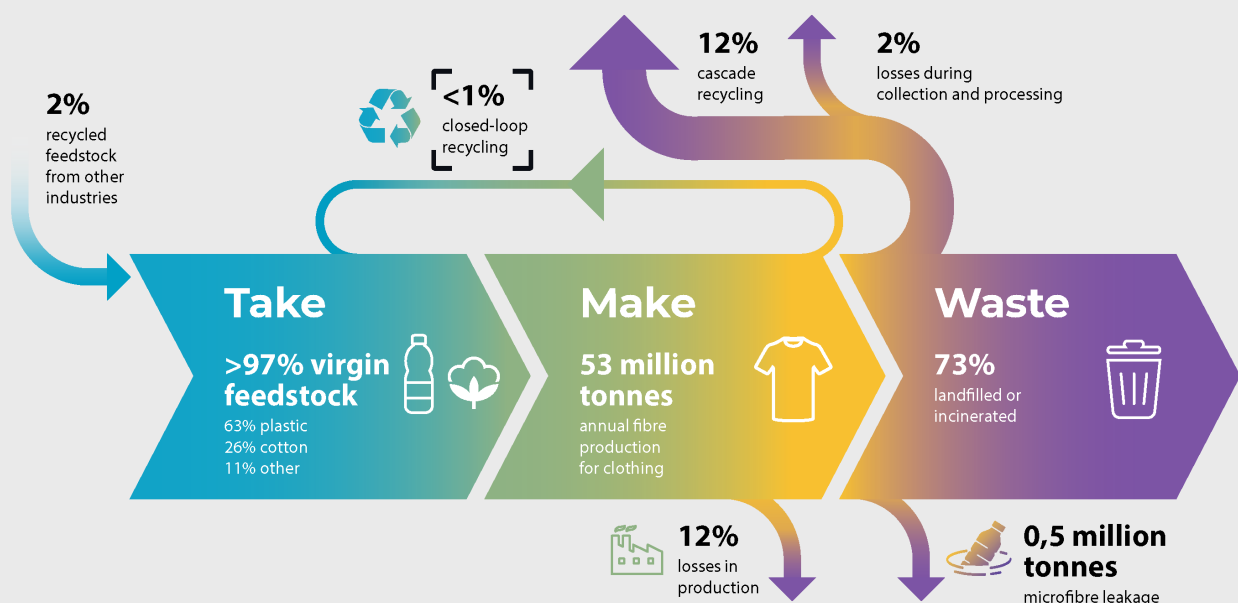 2%
recycled
feedstock
from other
industries
<1%
closed-loop
recycling
12%
cascade
recycling
2%
losses during
collection and processing
Take
>97% virgin
feedstock
63% plastic
26% cotton
11% other
Make
53 million
tonnes
annual fibre
production
for clothing
Waste
73%
landfilled or
incinerated
12%
losses in
production
0,5 million
tonnes
microfibre leakage